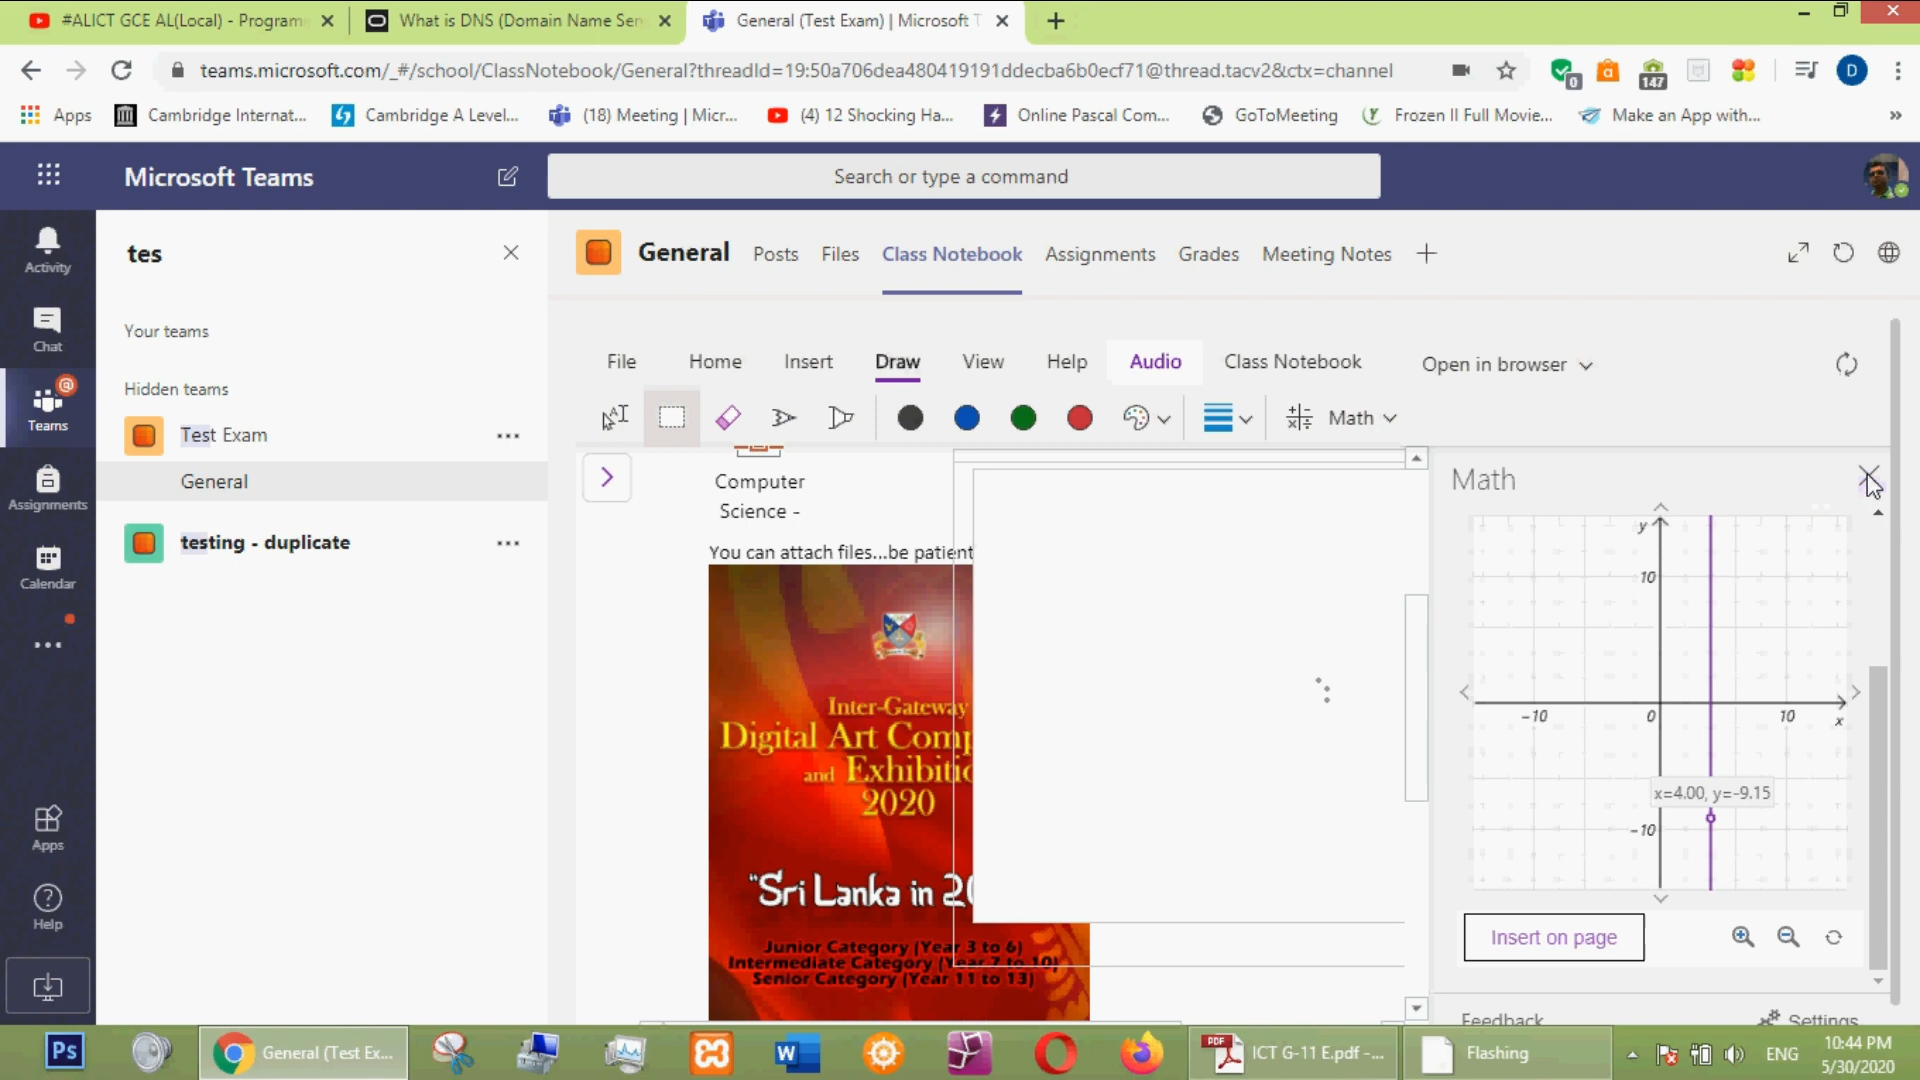 #ALICT GCE AL(Local) - Program
What is DNS (Domain Name Ser
General (Test Exam) | Microsoft T
teams.microsoft.com/_#/school/ClassNotebook/General?threadId=19:50a706dea480419191ddecba6b0ecf71@thread.tacv2&ctx=channel
0
147
D
Apps
Cambridge Internat...
Cambridge A Level...
(18) Meeting | Micr...
(4) 12 Shocking Ha...
Online Pascal Com...
GoToMeeting
Frozen II Full Movie...
Make an App with...
»
Microsoft Teams
Search or type a command
Activity
Chat
Teams
Assignments
Calendar
Apps
Help
tes
Your teams
Hidden teams
Test Exam
General
testing - duplicate
General
Posts
Files
Class Notebook
Assignments
Grades
Meeting Notes
File
Home
Insert
Draw
View
Help
Audio
Class Notebook
Open in browser
Math
Computer
Science -
You can attach files...be patient
Inter-Gateway
Digital Art Comp
and Exhibitic
2020
"Sri Lanka in 20
Junior Category (Year 3 to 6)
Intermediate Category (Year 7 to 10)
Senior Category (Year 11 to 13)
Math
y
10
-10
0
10
x
x=4.00, y=-9.15
-10
Insert on page
Feedback
Settings
Ps
General (Test Ex...
W
PDF
ICT G-11 E.pdf -...
Flashing
ENG
10:44 PM
5/30/2020